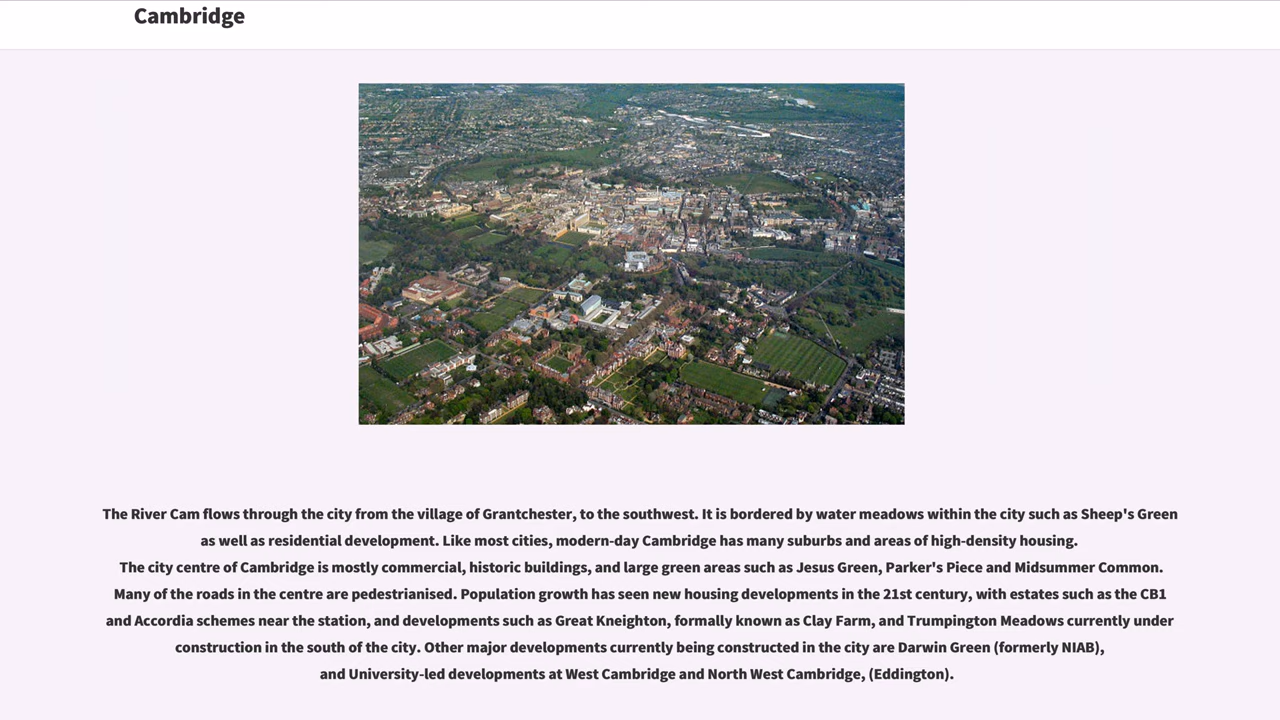 Cambridge
The River Cam flows through the city from the village of Grantchester, to the southwest. It is bordered by water meadows within the city such as Sheep's Green
as well as residential development. Like most cities, modern-day Cambridge has many suburbs and areas of high-density housing.
The city centre of Cambridge is mostly commercial, historic buildings, and large green areas such as Jesus Green, Parker's Piece and Midsummer Common.
Many of the roads in the centre are pedestrianised. Population growth has seen new housing developments in the 21st century, with estates such as the CB1
and Accordia schemes near the station, and developments such as Great Kneighton, formally known as Clay Farm, and Trumpington Meadows currently under
construction in the south of the city. Other major developments currently being constructed in the city are Darwin Green (formerly NIAB),
and University-led developments at West Cambridge and North West Cambridge, (Eddington).